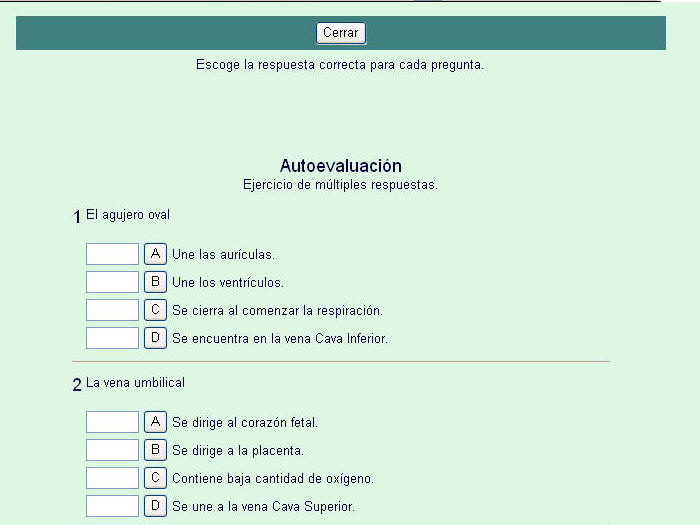 Cerrar
Escoge la respuesta correcta para cada pregunta.
Autoevaluación
Ejercicio de múltiples respuestas.
1 El agujero oval
A Une las aurículas.
B Une los ventrículos.
C Se cierra al comenzar la respiración.
D Se encuentra en la vena Cava Inferior.
2 La vena umbilical
A Se dirige al corazón fetal.
B Se dirige a la placenta.
C Contiene baja cantidad de oxígeno.
D Se une a la vena Cava Superior.